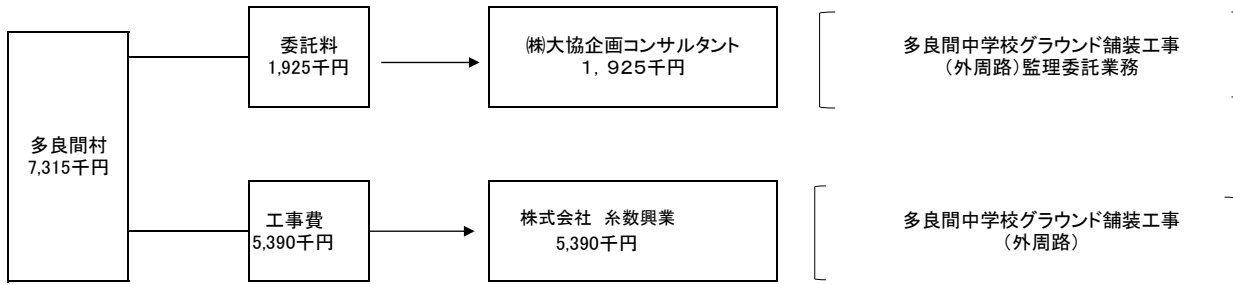 多良間村
7,315千円
委託料
1,925千円
㈱大協企画コンサルタント
１，９２５千円
多良間中学校グラウンド舗装工事
（外周路）監理委託業務
工事費
5,390千円
株式会社　糸数興業
5,390千円
多良間中学校グラウンド舗装工事
（外周路）